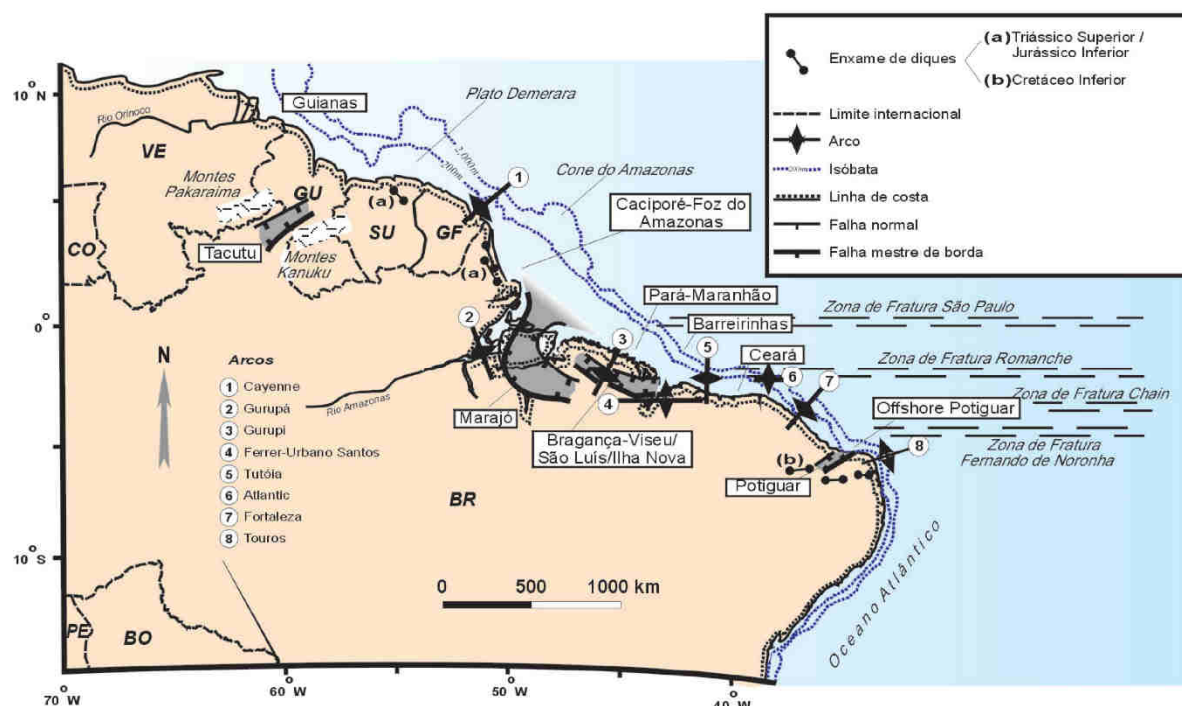 (a) Triássico Superior /
Jurássico Inferior
Enxame de diques
(b) Cretáceo Inferior
Limite internacional
Arco
200m
Isóbata
Linha de costa
Falha normal
Falha mestre de borda
10° N
0°
10° S
70° W
60° W
50° W
40° W
Guianas
Plato Demerara
Rio Orinoco
2.000m
200m
VE
Montes
Pakaraima
Cone do Amazonas
1
GU
(a)
Caciporé-Foz do
Amazonas
CO
SU
GF
Tacutu
Montes
Kanuku
(a)
Pará-Maranhão
Zona de Fratura São Paulo
2
Barreirinhas
3
5
Ceará
Zona de Fratura Romanche
6
7
Zona de Fratura Chain
4
Rio Amazonas
Marajó
Offshore Potiguar
Bragança-Viseu/
São Luís/Ilha Nova
Zona de Fratura
Fernando de Noronha
8
(b)
Potiguar
N
Arcos
1 Cayenne
2 Gurupá
3 Gurupi
4 Ferrer-Urbano Santos
5 Tutóia
6 Atlantic
7 Fortaleza
8 Touros
BR
0 500 1000 km
PE
BO
Oceano Atlântico